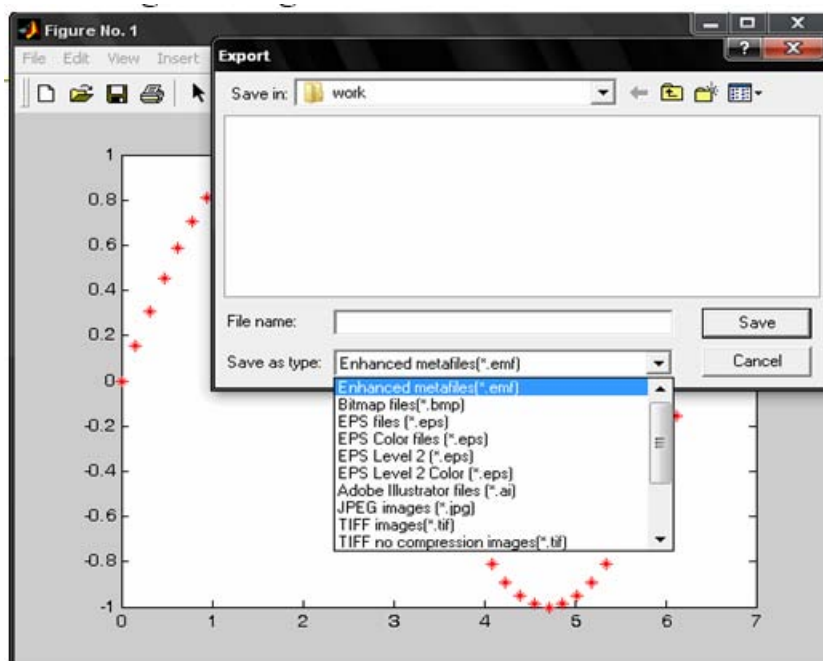 Figure No. 1
File Edit View Insert
Export
Save in: work
File name:
Save
Save as type: Enhanced metafiles(*.emf)
Cancel
Enhanced metafiles(*.emf)
Bitmap files(*.bmp)
EPS files (*.eps)
EPS Color files (*.eps)
EPS Level 2 (*.eps)
EPS Level 2 Color (*.eps)
Adobe Illustrator files (*.ai)
JPEG images (*.jpg)
TIFF images(*.tif)
TIFF no compression images(*.tif)
1
0.8
0.6
0.4
0.2
0
-0.2
-0.4
-0.6
-0.8
-1
0 1 2 3 4 5 6 7